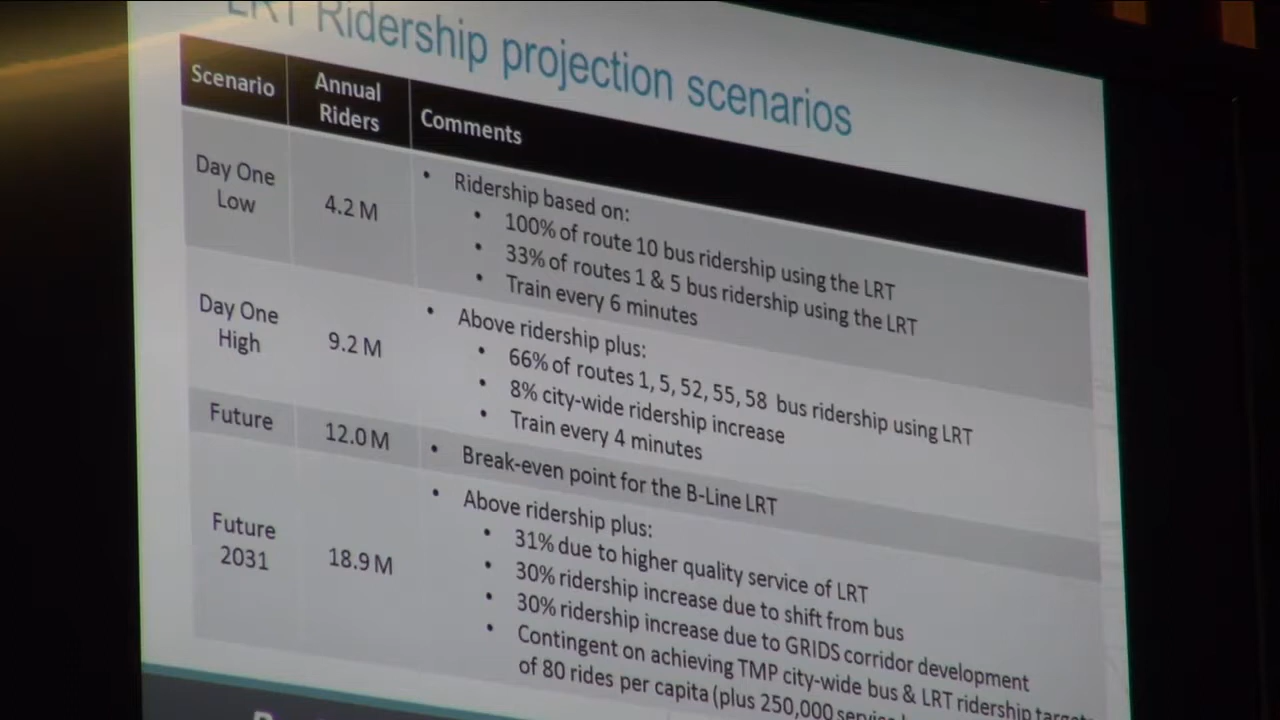 LRT Ridership projection scenarios
Scenario
Annual
Riders
Comments
Day One
Low
4.2 M
• Ridership based on:
• 100% of route 10 bus ridership using the LRT
• 33% of routes 1 & 5 bus ridership using the LRT
• Train every 6 minutes
Day One
High
9.2 M
• Above ridership plus:
• 66% of routes 1, 5, 52, 55, 58 bus ridership using LRT
• 8% city-wide ridership increase
• Train every 4 minutes
Future
12.0 M
• Break-even point for the B-Line LRT
Future
2031
18.9 M
• Above ridership plus:
• 31% due to higher quality service of LRT
• 30% ridership increase due to shift from bus
• 30% ridership increase due to GRIDS corridor development
• Contingent on achieving TMP city-wide bus & LRT ridership
of 80 rides per capita (plus 250,000